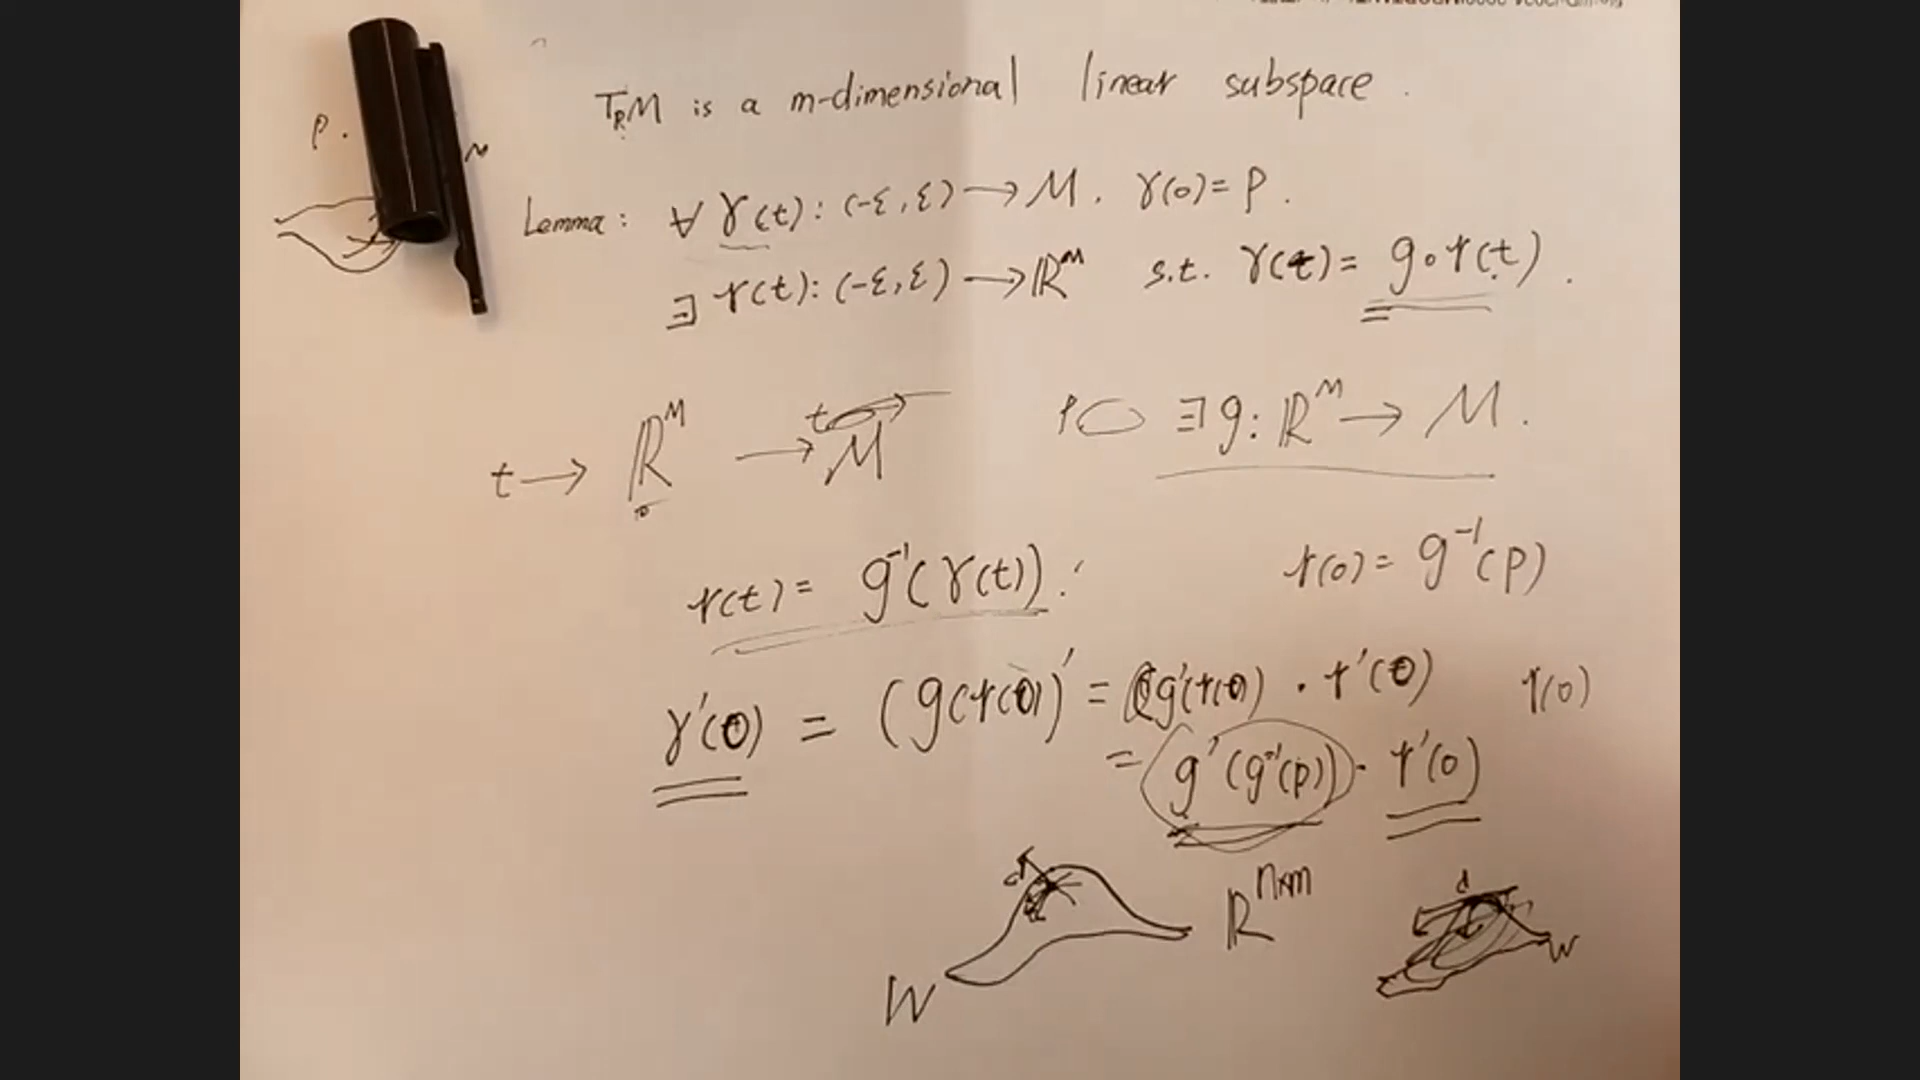 TₚM is a m-dimensional linear subspace.
P.
M
Lemma: ∀ γ(t): (-ε, ε) → M, γ(0) = P.
∃ r(t): (-ε, ε) → ℝᵐ s.t. γ(t) = g∘r(t).
t → ℝᵐ → M
t
∃ g: ℝᵐ → M.
r(t) = g⁻¹(γ(t)).
r(0) = g⁻¹(p)
γ'(0) = (g(r(0)))' = g'(r(0)) · r'(0)
r(0)
= g'(g⁻¹(p)) · r'(0)
d
W
ℝⁿˣᵐ
d
W